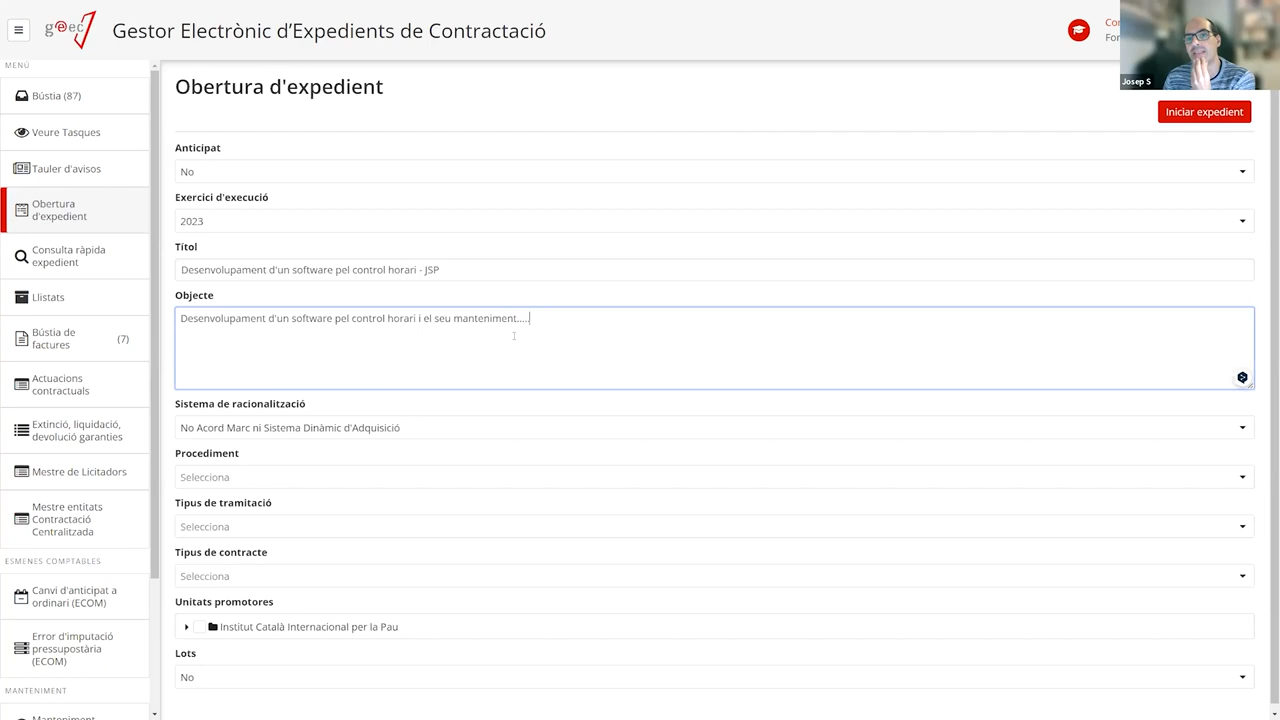 geec
Gestor Electrònic d'Expedients de Contractació
Josep S
MENÚ
Bústia (87)
Veure Tasques
Tauler d'avisos
Obertura
d'expedient
Consulta ràpida
expedient
Llistats
Bústia de
factures
(7)
Actuacions
contractuals
Extinció, liquidació,
devolució garanties
Mestre de Licitadors
Mestre entitats
Contractació
Centralitzada
ESMENES COMPTABLES
Canvi d'anticipat a
ordinari (ECOM)
Error d'imputació
pressupostària
(ECOM)
MANTENIMENT
Obertura d'expedient
Iniciar expedient
Anticipat
No
Exercici d'execució
2023
Títol
Desenvolupament d'un software pel control horari - JSP
Objecte
Desenvolupament d'un software pel control horari i el seu manteniment.....
Sistema de racionalització
No Acord Marc ni Sistema Dinàmic d'Adquisició
Procediment
Selecciona
Tipus de tramitació
Selecciona
Tipus de contracte
Selecciona
Unitats promotores
Institut Català Internacional per la Pau
Lots
No